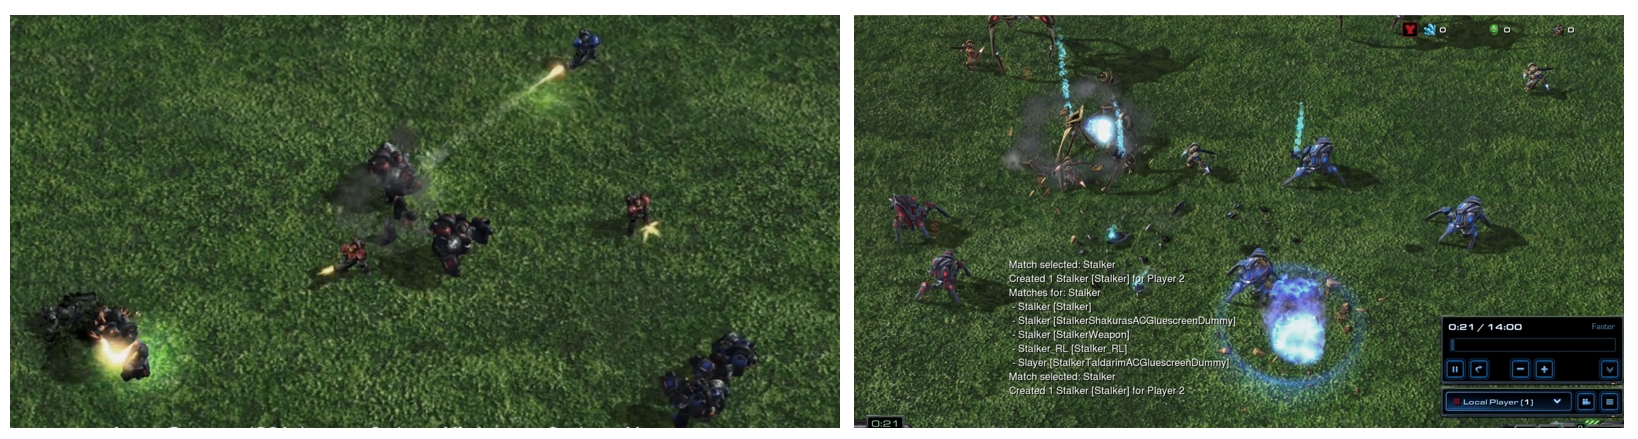 0
0
0
Match selected: Stalker
Created 1 Stalker [Stalker] for Player 2
Matches for: Stalker
- Stalker [Stalker]
- Stalker [StalkerShakurasACGluescreenDummy]
- Stalker [StalkerWeapon]
- Stalker_RL [Stalker_RL]
- Slayer [StalkerTaldarimACGluescreenDummy]
Match selected: Stalker
Created 1 Stalker [Stalker] for Player 2
0:21 / 14:00 Faster
Local Player (1)
0:21